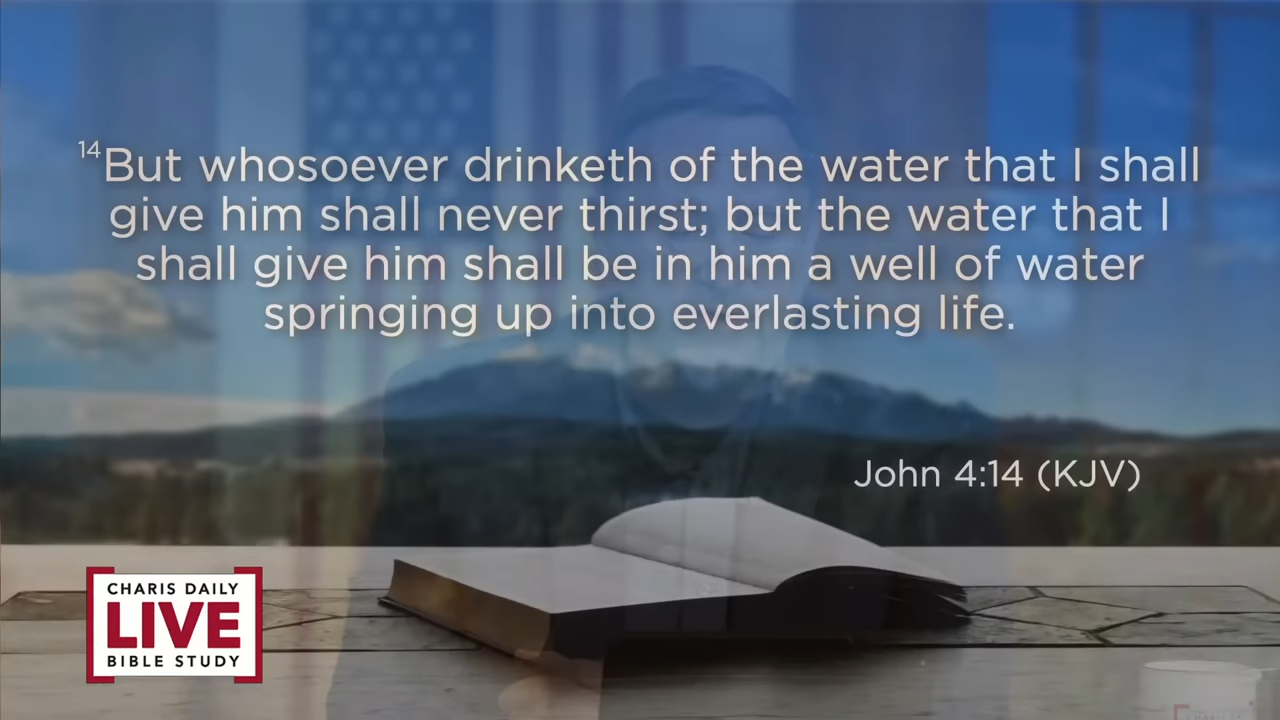 14But whosoever drinketh of the water that I shall
give him shall never thirst; but the water that I
shall give him shall be in him a well of water
springing up into everlasting life.
John 4:14 (KJV)
CHARIS DAILY
LIVE
BIBLE STUDY